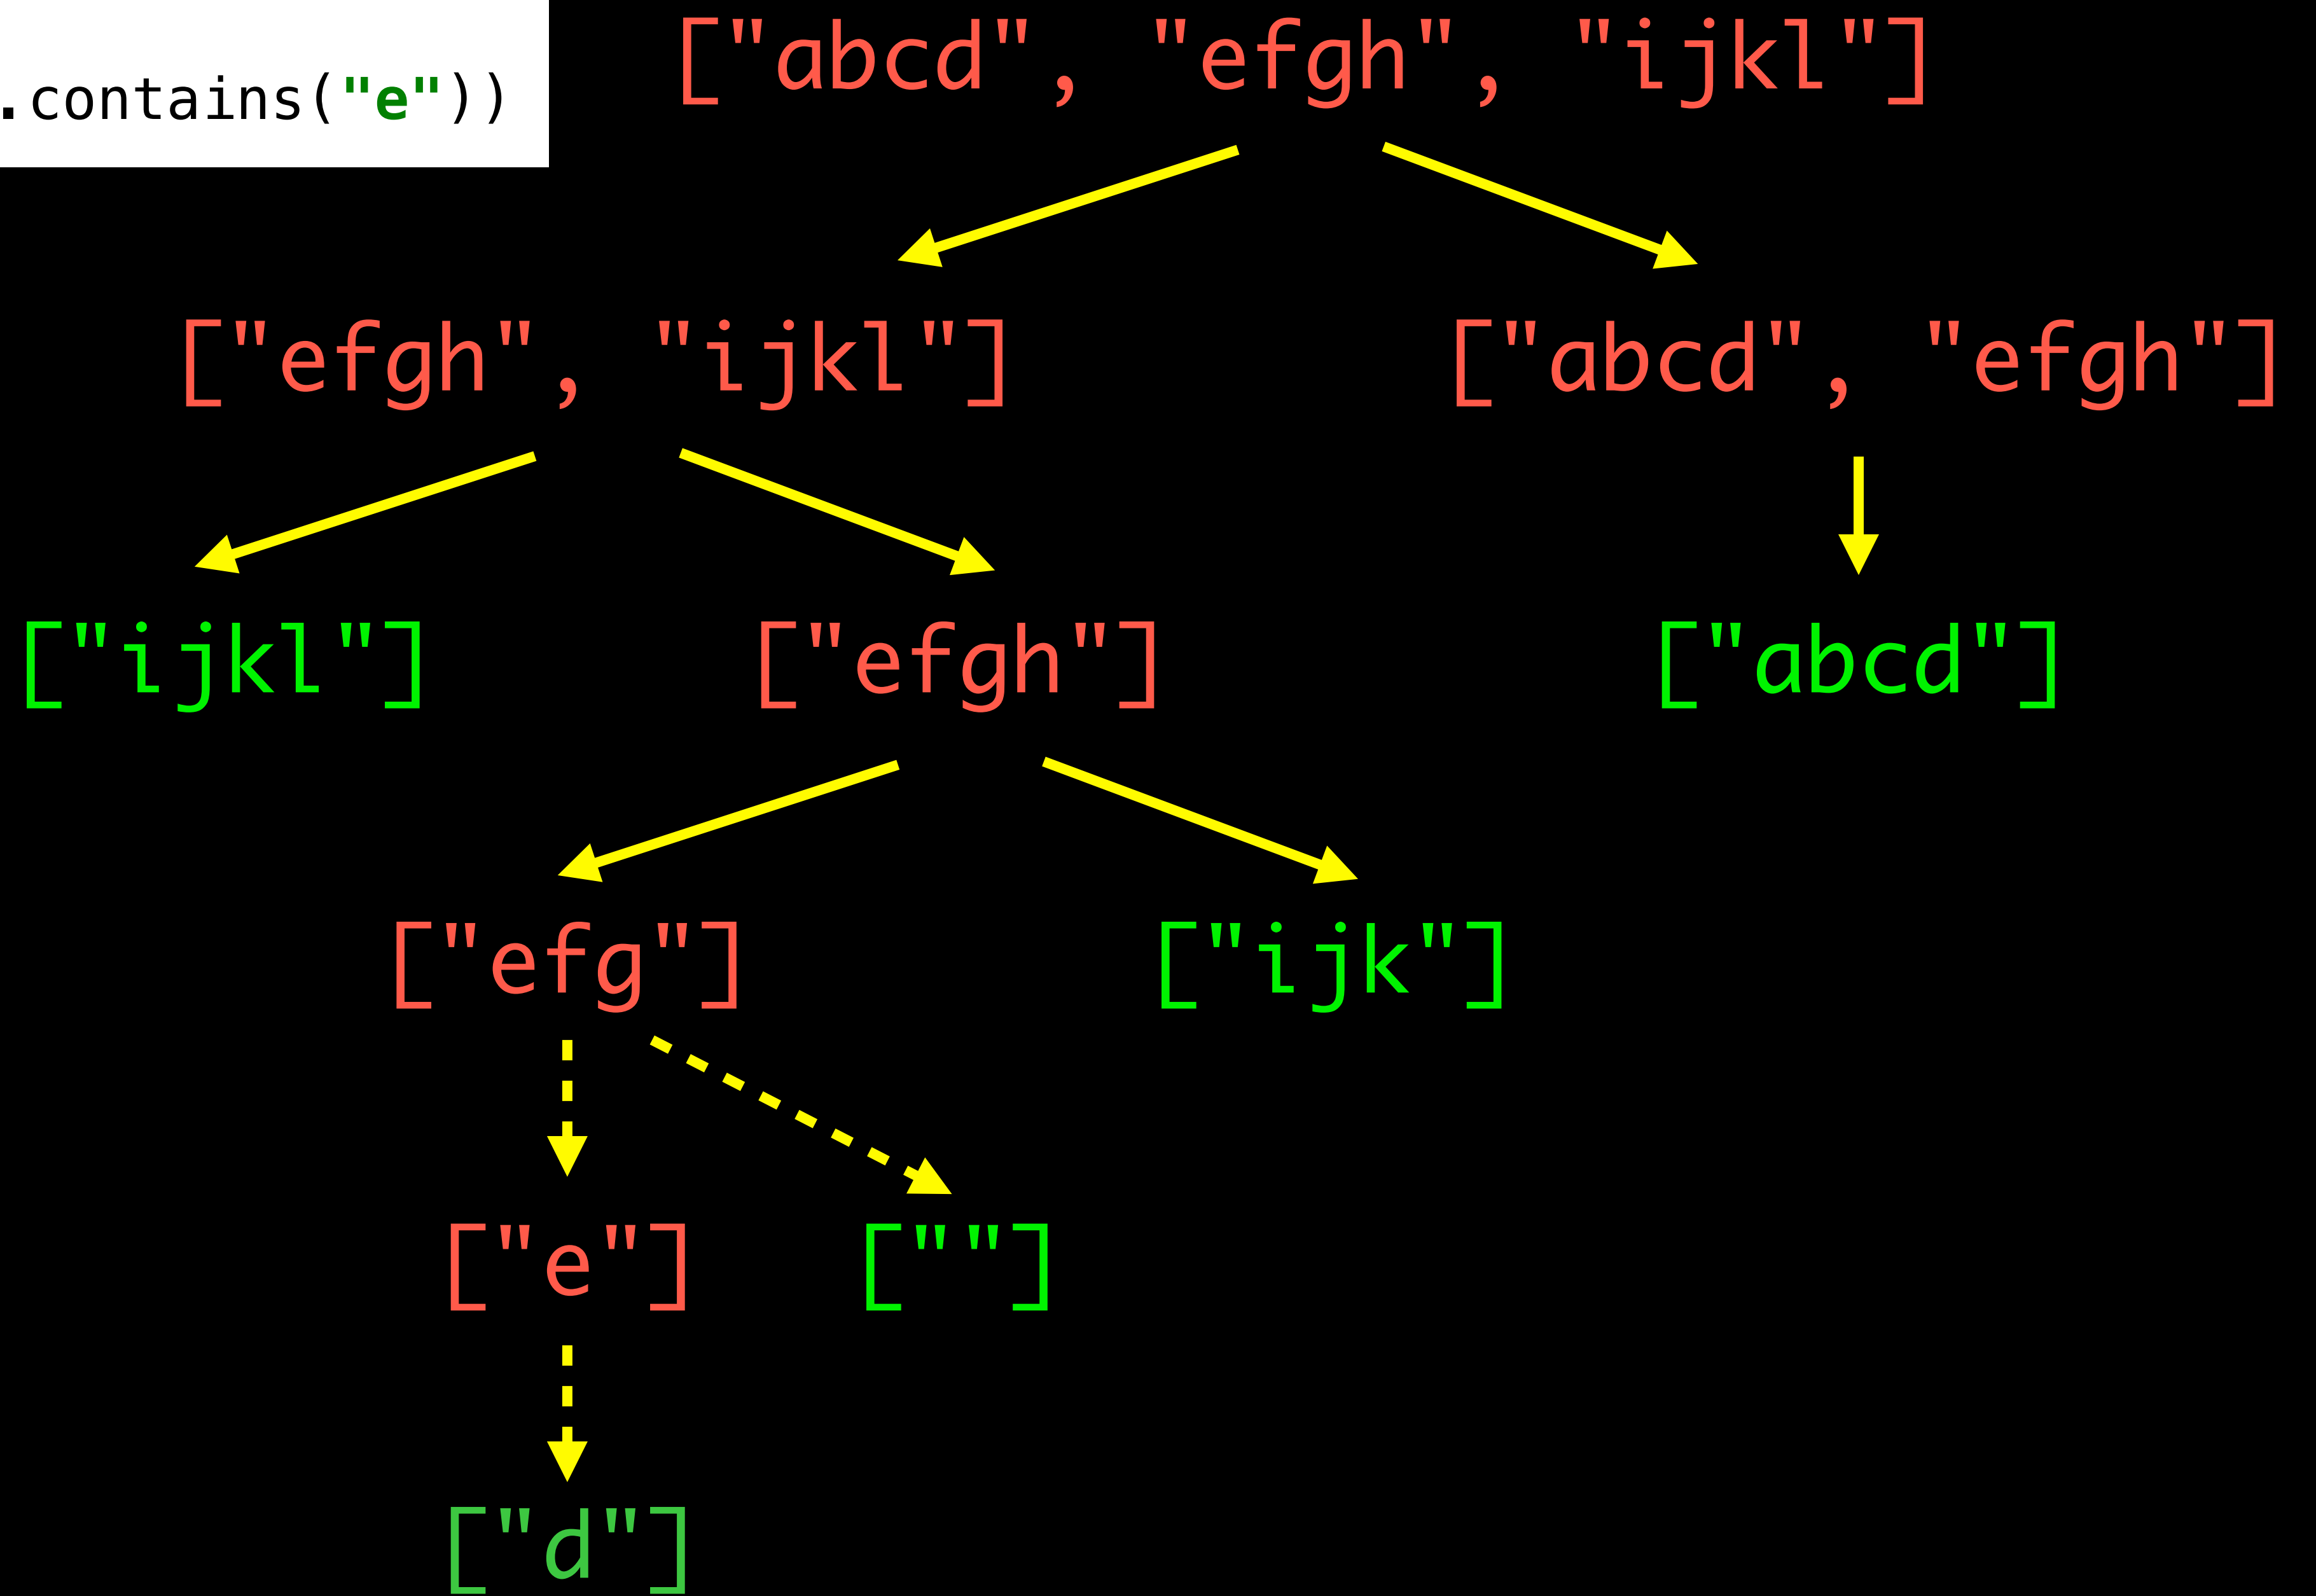 .contains("e"))
["abcd", "efgh", "ijkl"]
["efgh", "ijkl"]
["abcd", "efgh"]
["ijkl"]
["efgh"]
["abcd"]
["efg"]
["ijk"]
["e"]
[""]
["d"]